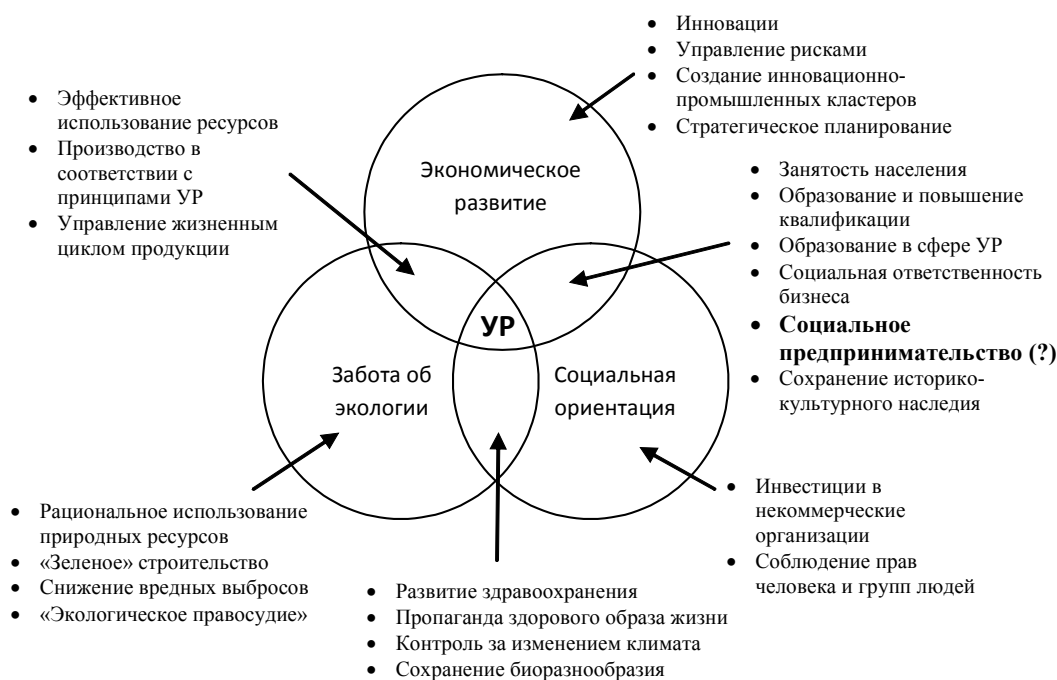 • Инновации
• Управление рисками
• Создание инновационно-
промышленных кластеров
• Стратегическое планирование
• Эффективное
использование ресурсов
• Производство в
соответствии с
принципами УР
• Управление жизненным
циклом продукции
Экономическое
развитие
• Занятость населения
• Образование и повышение
квалификации
• Образование в сфере УР
• Социальная ответственность
бизнеса
• Социальное
предпринимательство (?)
• Сохранение историко-
культурного наследия
УР
Забота об
экологии
Социальная
ориентация
• Рациональное использование
природных ресурсов
• «Зеленое» строительство
• Снижение вредных выбросов
• «Экологическое правосудие»
• Развитие здравоохранения
• Пропаганда здорового образа жизни
• Контроль за изменением климата
• Сохранение биоразнообразия
• Инвестиции в
некоммерческие
организации
• Соблюдение прав
человека и групп людей